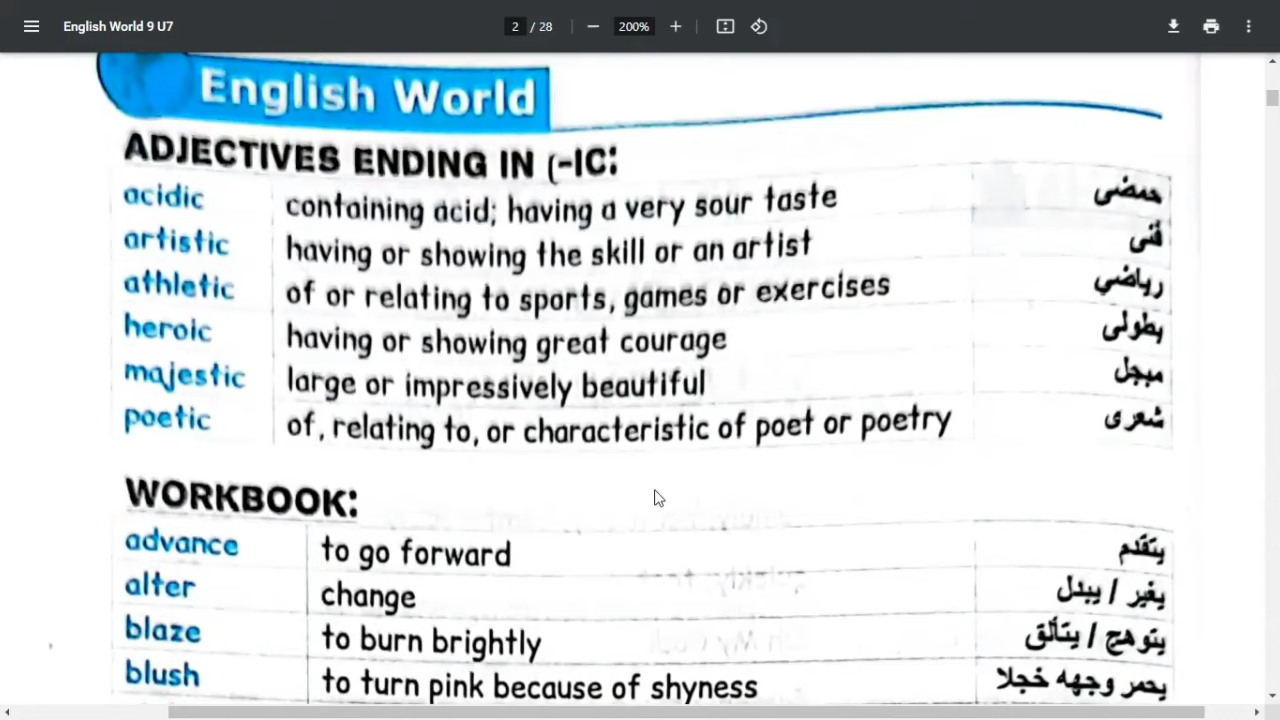 English World 9 U7
2 / 28
200%
English World
ADJECTIVES ENDING IN (-IC:
acidic containing acid; having a very sour taste حمضى
artistic having or showing the skill or an artist فنى
athletic of or relating to sports, games or exercises رياضي
heroic having or showing great courage بطولى
majestic large or impressively beautiful مبجل
poetic of, relating to, or characteristic of poet or poetry شعرى
WORKBOOK:
advance to go forward يتقدم
alter change يغير / يبدل
blaze to burn brightly يتوهج / يتألق
blush to turn pink because of shyness يحمر وجهه خجلا